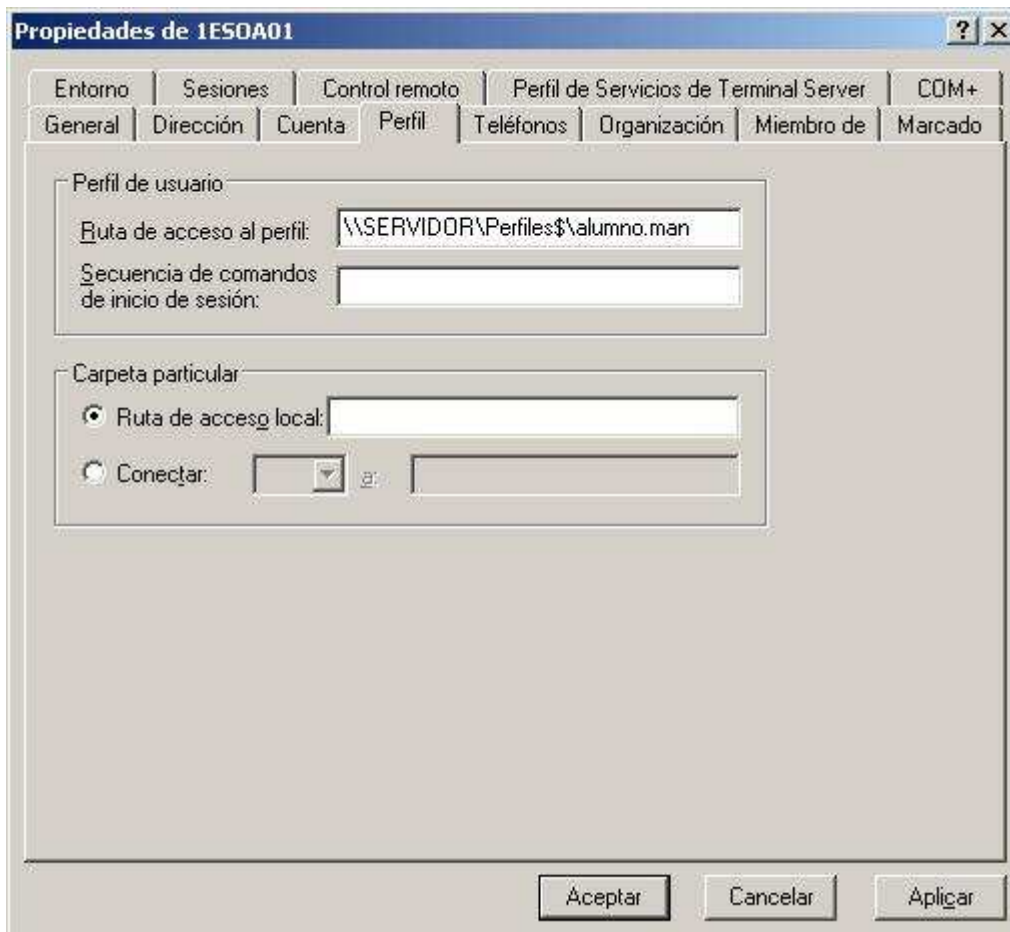 Propiedades de 1ESOA01
Entorno Sesiones Control remoto Perfil de Servicios de Terminal Server COM+
General Dirección Cuenta Perfil Teléfonos Organización Miembro de Marcado
Perfil de usuario
Ruta de acceso al perfil: \\SERVIDOR\Perfiles$\alumno.man
Secuencia de comandos
de inicio de sesión:
Carpeta particular
Ruta de acceso local:
Conectar: a:
Aceptar Cancelar Aplicar